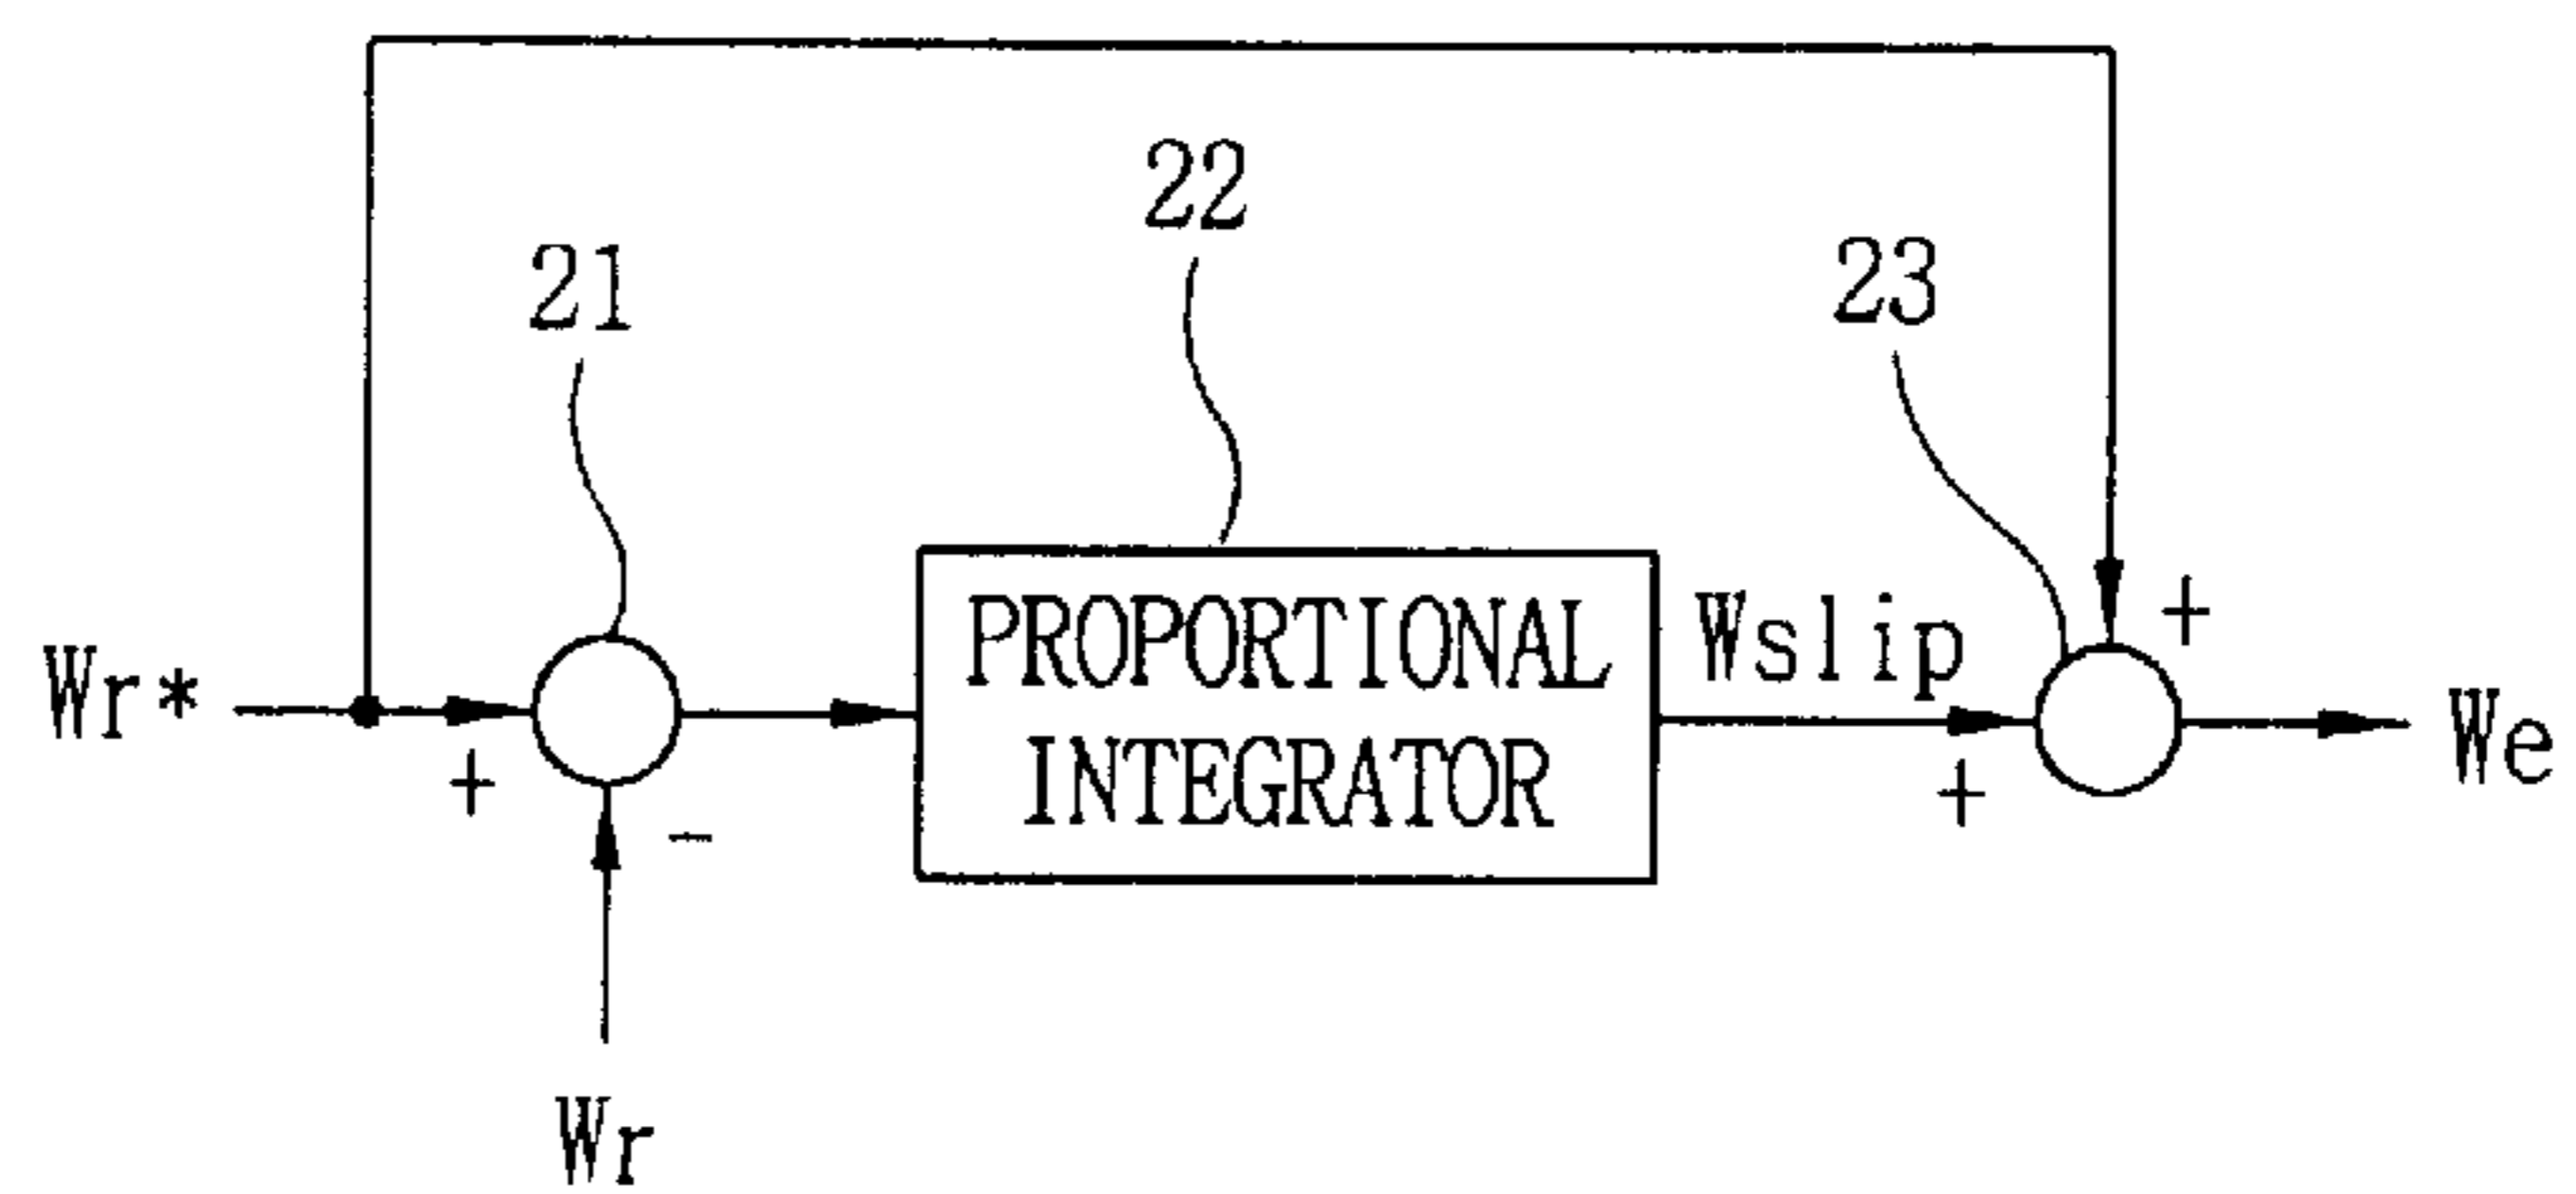 22
21
23
PROPORTIONAL
INTEGRATOR
Wslip
+
Wr*
We
+
+
-
Wr